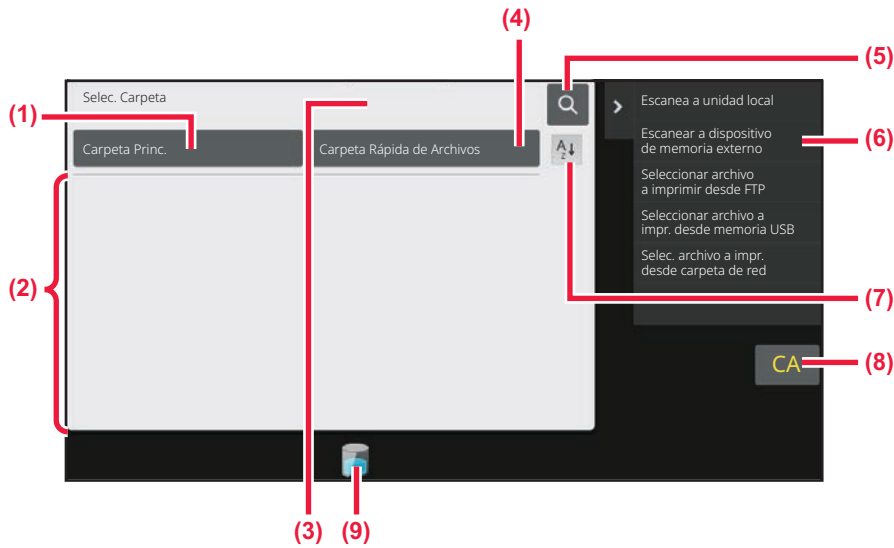 (4)
(5)
Selec. Carpeta
Escanea a unidad local
(1)
Carpeta Princ.
Carpeta Rápida de Archivos
A
Z
Escanear a dispositivo
de memoria externo
(6)
Seleccionar archivo
a imprimir desde FTP
Seleccionar archivo a
impr. desde memoria USB
Selec. archivo a impr.
desde carpeta de red
(2)
(7)
CA
(8)
(3)
(9)